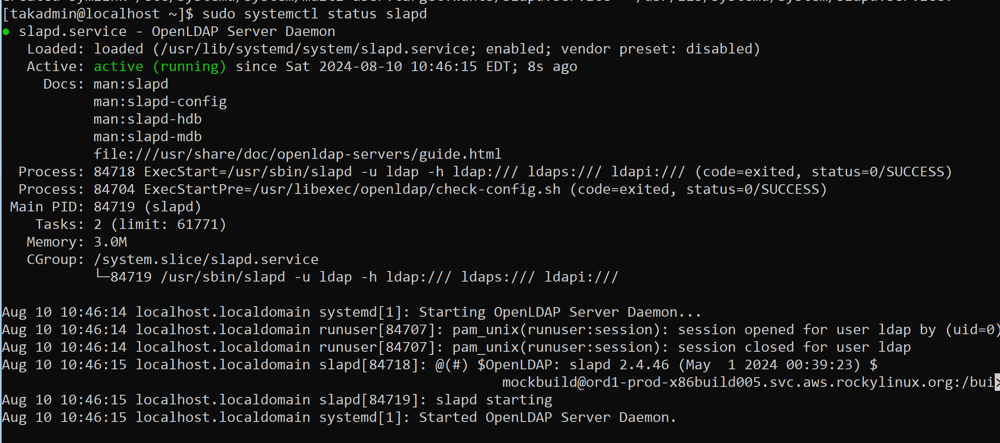 [takadmin@localhost ~]$ sudo systemctl status slapd
● slapd.service - OpenLDAP Server Daemon
   Loaded: loaded (/usr/lib/systemd/system/slapd.service; enabled; vendor preset: disabled)
   Active: active (running) since Sat 2024-08-10 10:46:15 EDT; 8s ago
     Docs: man:slapd
           man:slapd-config
           man:slapd-hdb
           man:slapd-mdb
           file:///usr/share/doc/openldap-servers/guide.html
  Process: 84718 ExecStart=/usr/sbin/slapd -u ldap -h ldap:/// ldaps:/// ldapi:/// (code=exited, status=0/SUCCESS)
  Process: 84704 ExecStartPre=/usr/libexec/openldap/check-config.sh (code=exited, status=0/SUCCESS)
 Main PID: 84719 (slapd)
    Tasks: 2 (limit: 61771)
   Memory: 3.0M
   CGroup: /system.slice/slapd.service
           └─84719 /usr/sbin/slapd -u ldap -h ldap:/// ldaps:/// ldapi:///

Aug 10 10:46:14 localhost.localdomain systemd[1]: Starting OpenLDAP Server Daemon...
Aug 10 10:46:14 localhost.localdomain runuser[84707]: pam_unix(runuser:session): session opened for user ldap by (uid=0)
Aug 10 10:46:14 localhost.localdomain runuser[84707]: pam_unix(runuser:session): session closed for user ldap
Aug 10 10:46:15 localhost.localdomain slapd[84718]: @(#) $OpenLDAP: slapd 2.4.46 (May  1 2024 00:39:23) $
                                                            mockbuild@ord1-prod-x86build005.svc.aws.rockylinux.org:/bui>
Aug 10 10:46:15 localhost.localdomain slapd[84719]: slapd starting
Aug 10 10:46:15 localhost.localdomain systemd[1]: Started OpenLDAP Server Daemon.